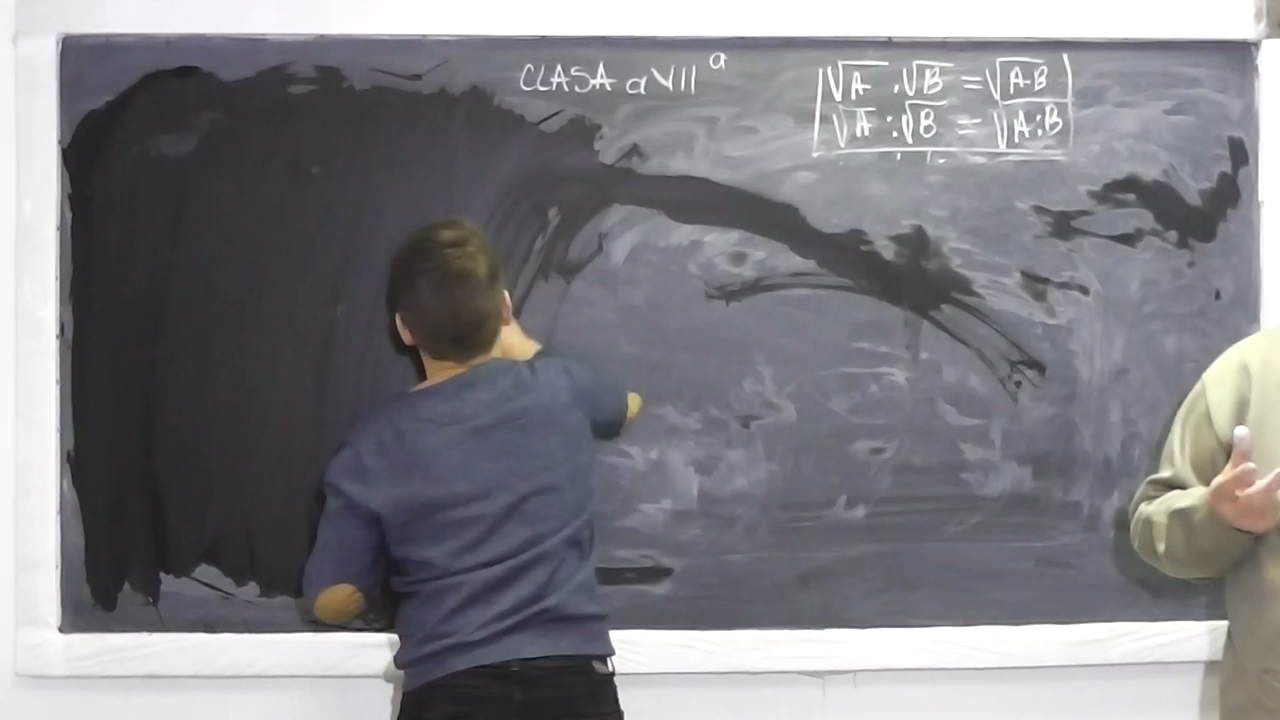 CLASA a VII a
√A · √B = √A·B
√A : √B = √A:B